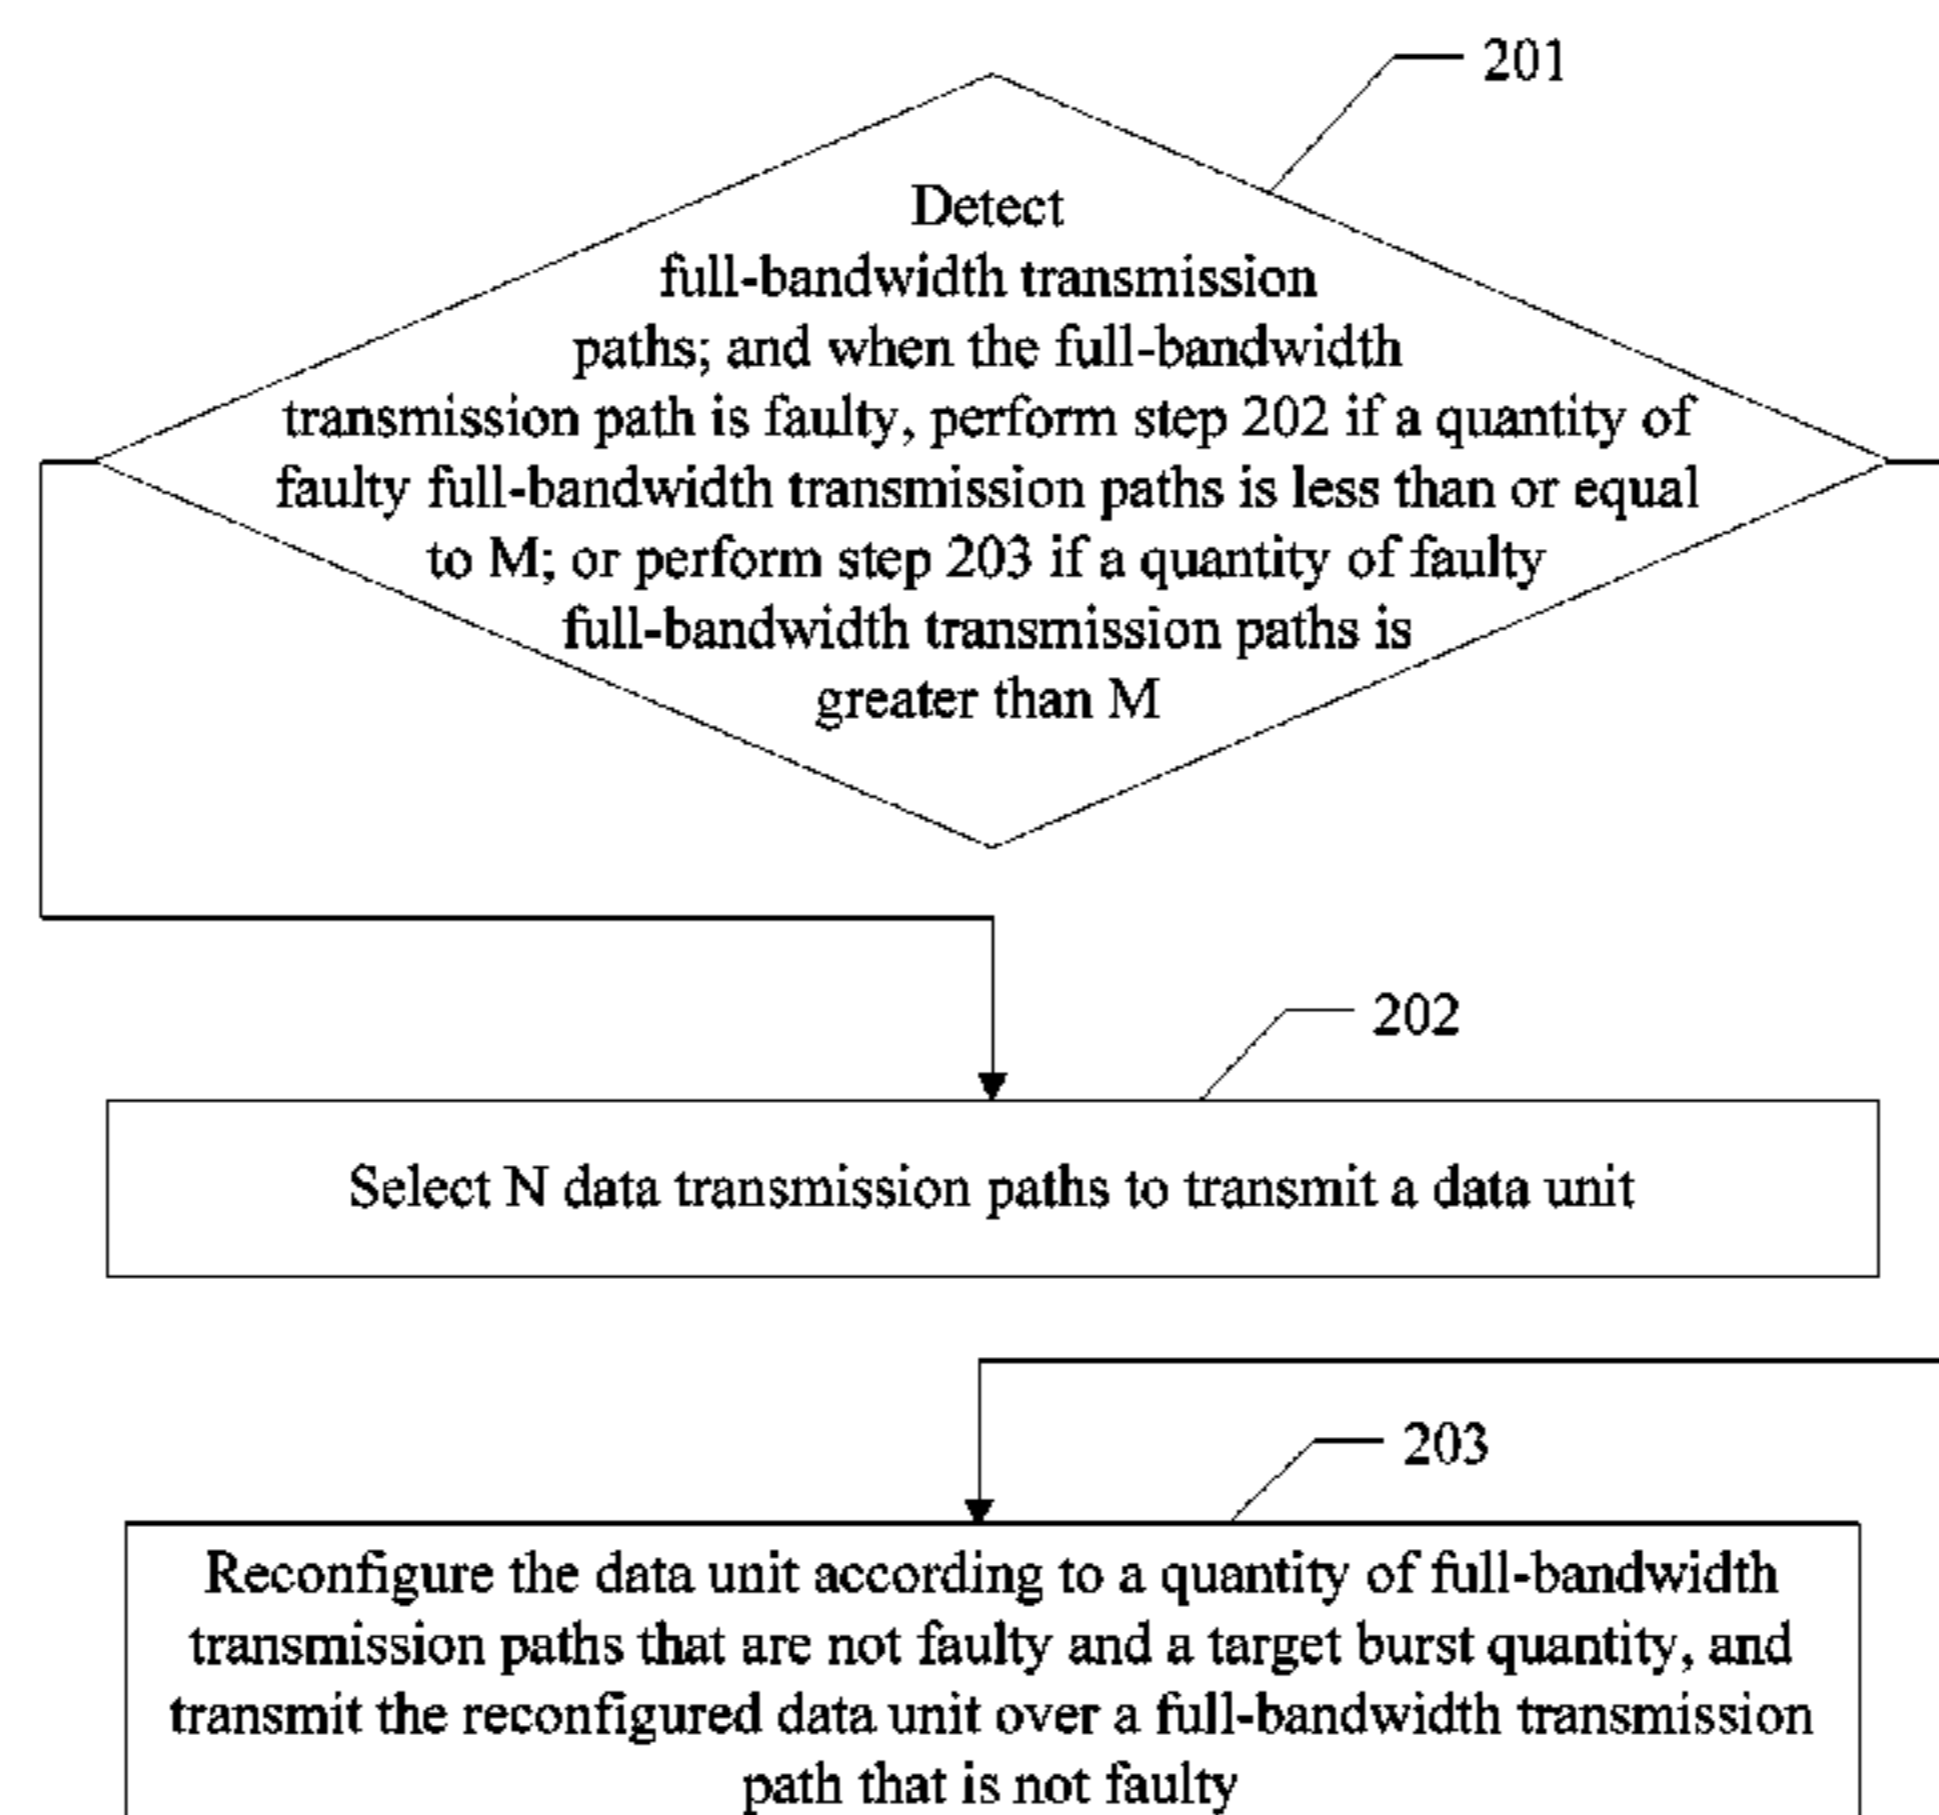 201
Detect
full-bandwidth transmission
paths; and when the full-bandwidth
transmission path is faulty, perform step 202 if a quantity of
faulty full-bandwidth transmission paths is less than or equal
to M; or perform step 203 if a quantity of faulty
full-bandwidth transmission paths is
greater than M
202
Select N data transmission paths to transmit a data unit
203
Reconfigure the data unit according to a quantity of full-bandwidth
transmission paths that are not faulty and a target burst quantity, and
transmit the reconfigured data unit over a full-bandwidth transmission
path that is not faulty